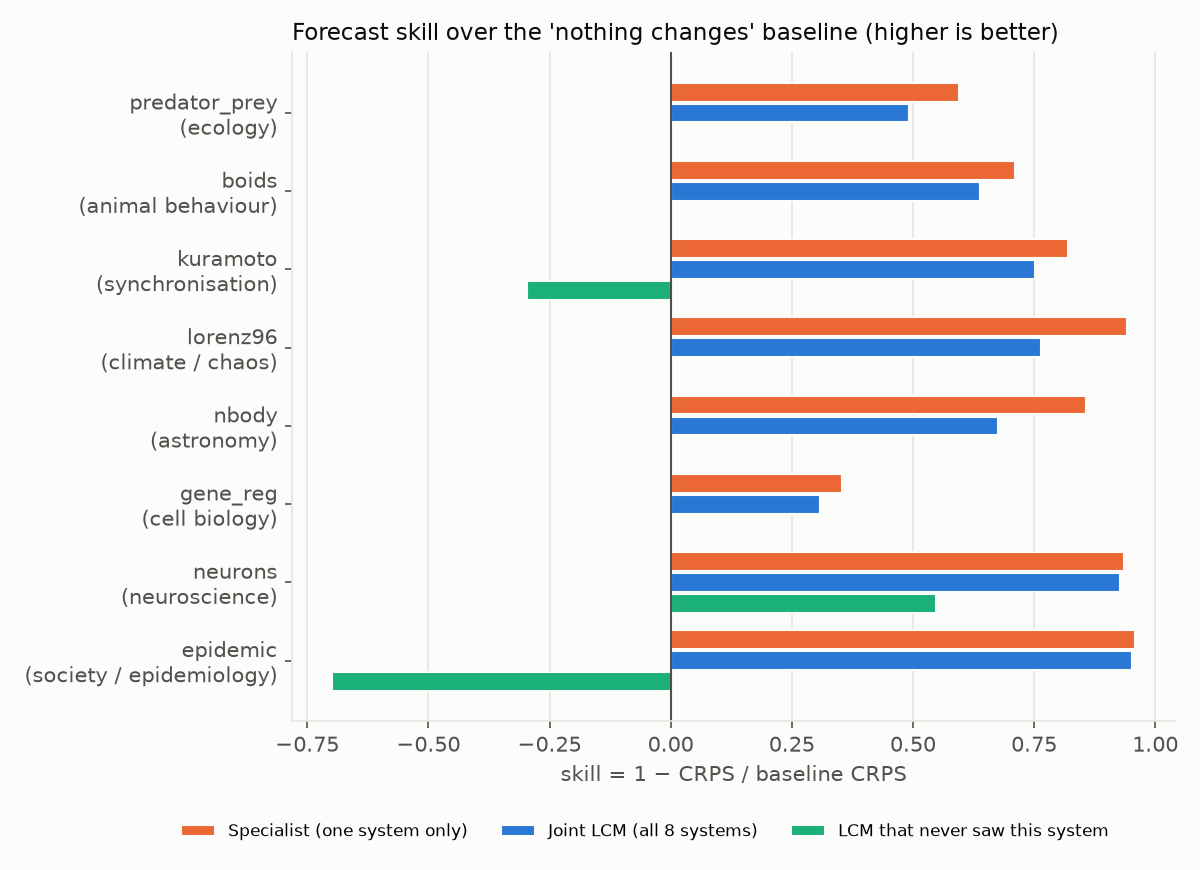 Forecast skill over the 'nothing changes' baseline (higher is better)
predator_prey
(ecology)
boids
(animal behaviour)
kuramoto
(synchronisation)
lorenz96
(climate / chaos)
nbody
(astronomy)
gene_reg
(cell biology)
neurons
(neuroscience)
epidemic
(society / epidemiology)
−0.75 −0.50 −0.25 0.00 0.25 0.50 0.75 1.00
skill = 1 − CRPS / baseline CRPS
Specialist (one system only) Joint LCM (all 8 systems) LCM that never saw this system